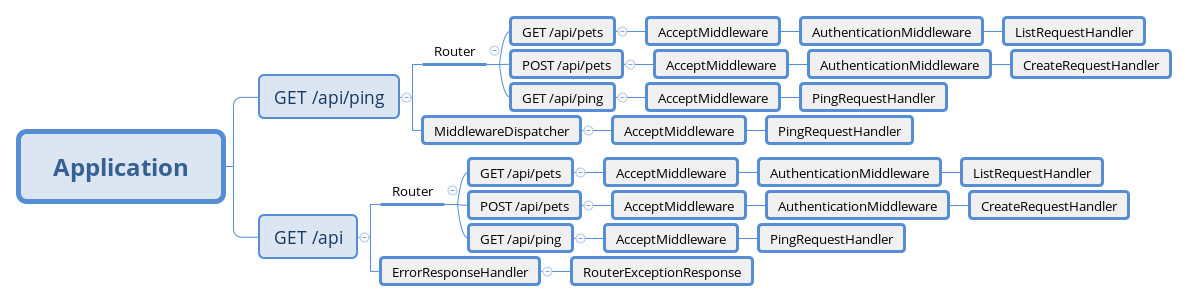 Application
GET /api/ping
Router
GET /api/pets
AcceptMiddleware
AuthenticationMiddleware
ListRequestHandler
POST /api/pets
AcceptMiddleware
AuthenticationMiddleware
CreateRequestHandler
GET /api/ping
AcceptMiddleware
PingRequestHandler
MiddlewareDispatcher
AcceptMiddleware
PingRequestHandler
GET /api
Router
GET /api/pets
AcceptMiddleware
AuthenticationMiddleware
ListRequestHandler
POST /api/pets
AcceptMiddleware
AuthenticationMiddleware
CreateRequestHandler
GET /api/ping
AcceptMiddleware
PingRequestHandler
ErrorResponseHandler
RouterExceptionResponse